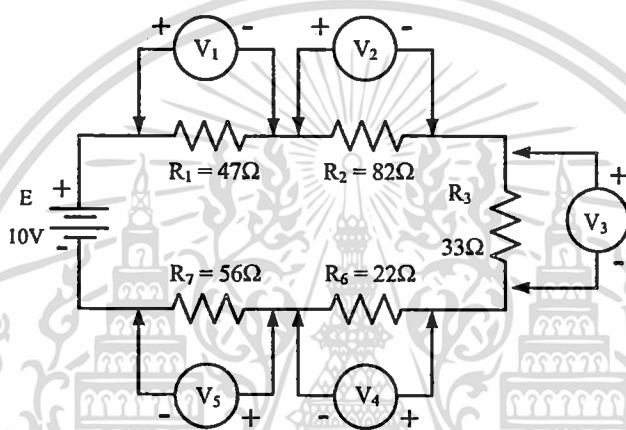 + V1 - + V2 -
R1 = 47Ω R2 = 82Ω
E + R3 +
10V - 33Ω V3 -
R7 = 56Ω R6 = 22Ω
- V5 + - V4 +